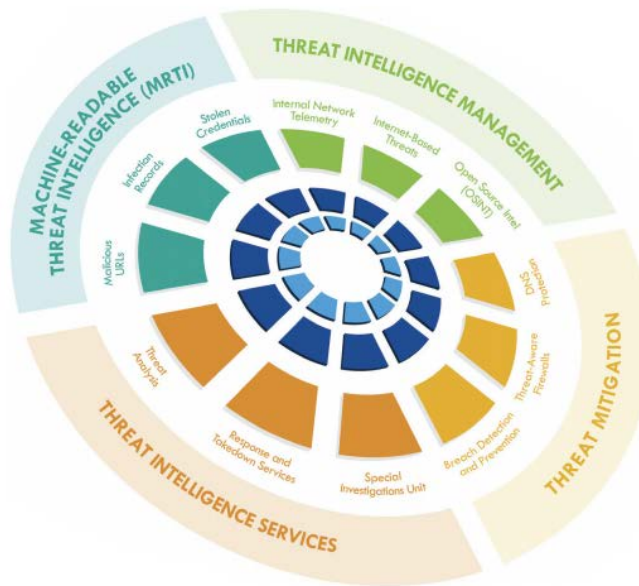 MACHINE-READABLE
THREAT INTELLIGENCE (MRTI)
Stolen
Credentials
Infection
Records
Malicious
URLs
THREAT INTELLIGENCE MANAGEMENT
Internal Network
Telemetry
Internet-Based
Threats
Open Source Intel
(OSINT)
THREAT MITIGATION
DNS
Protection
Threat-Aware
Firewalls
Breach Detection
and Prevention
THREAT INTELLIGENCE SERVICES
Threat
Analysis
Response and
Takedown Services
Special
Investigations Unit